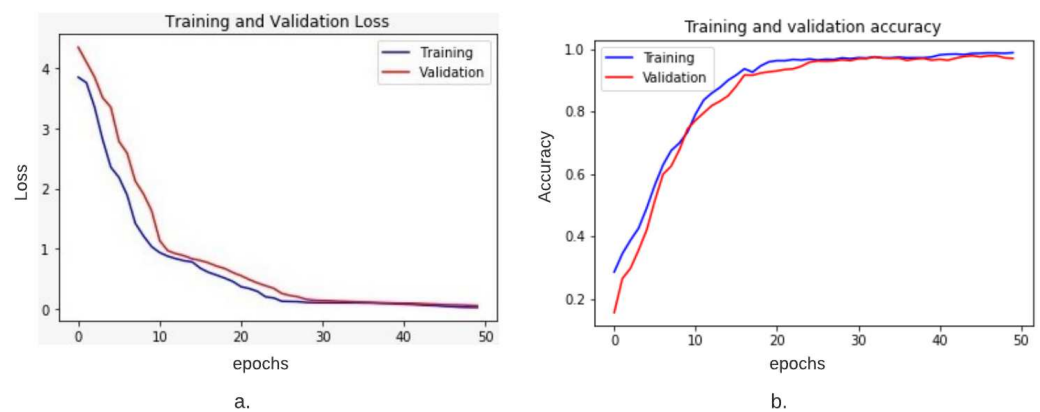 Training and Validation Loss
Training
Validation
4
3
2
1
0
Loss
0 10 20 30 40 50
epochs
a.
Training and validation accuracy
Training
Validation
1.0
0.8
0.6
0.4
0.2
Accuracy
0 10 20 30 40 50
epochs
b.